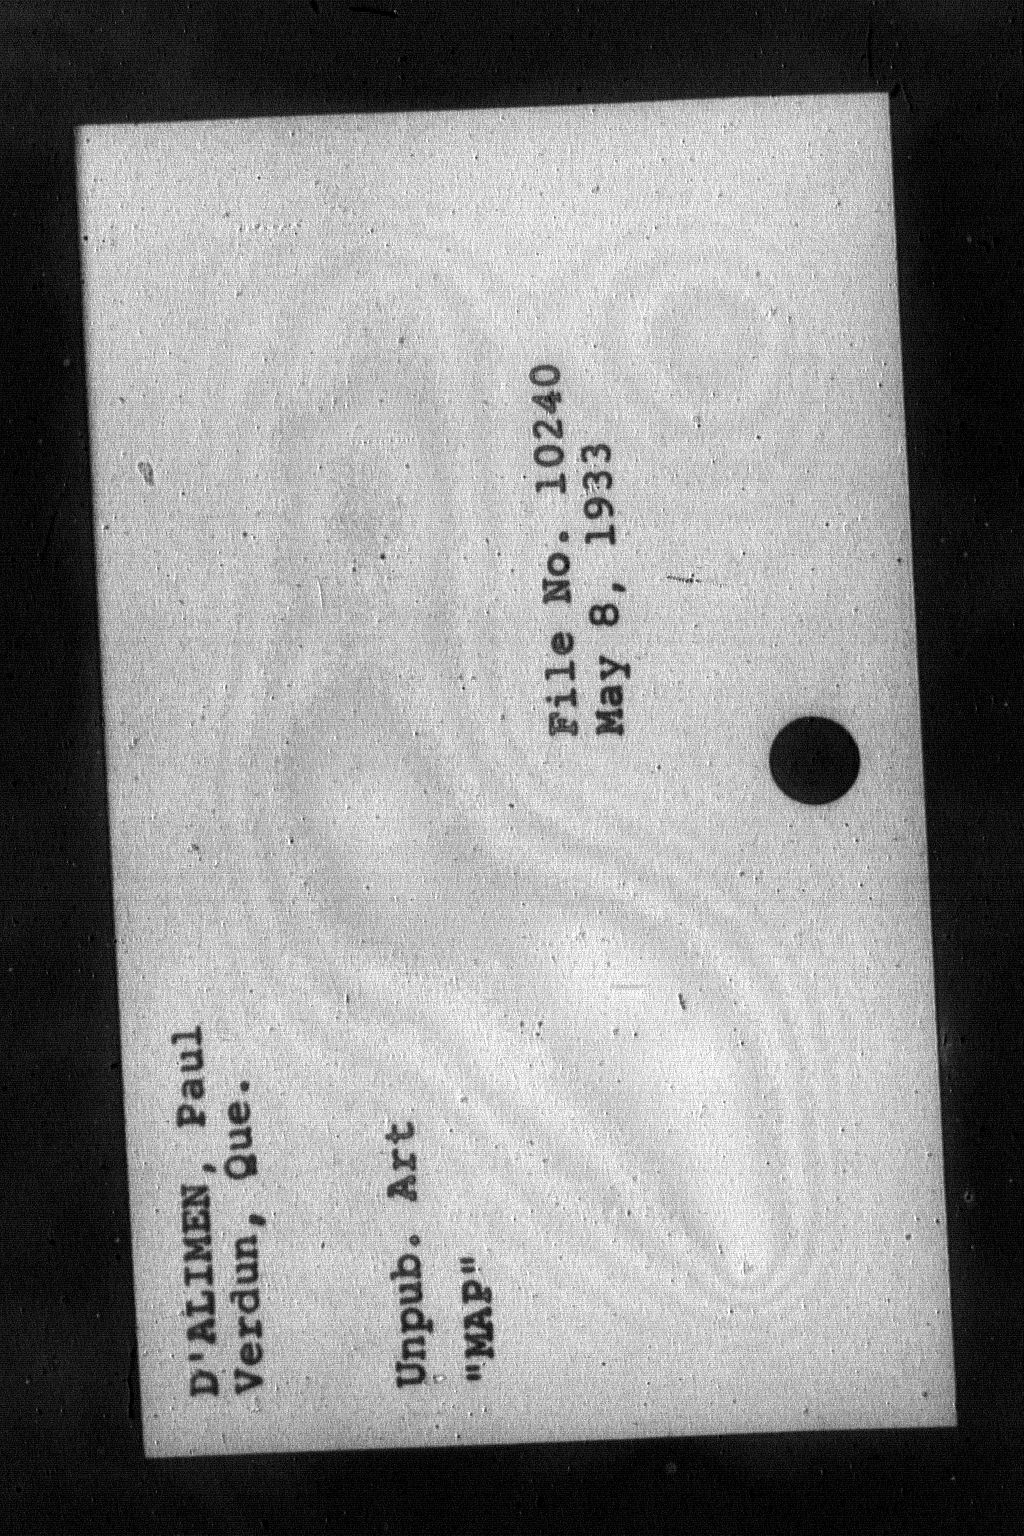 D'ALIMEN, Paul
Verdun, Que.
Unpub. Art
"MAP"
File No. 10240
May 8, 1933